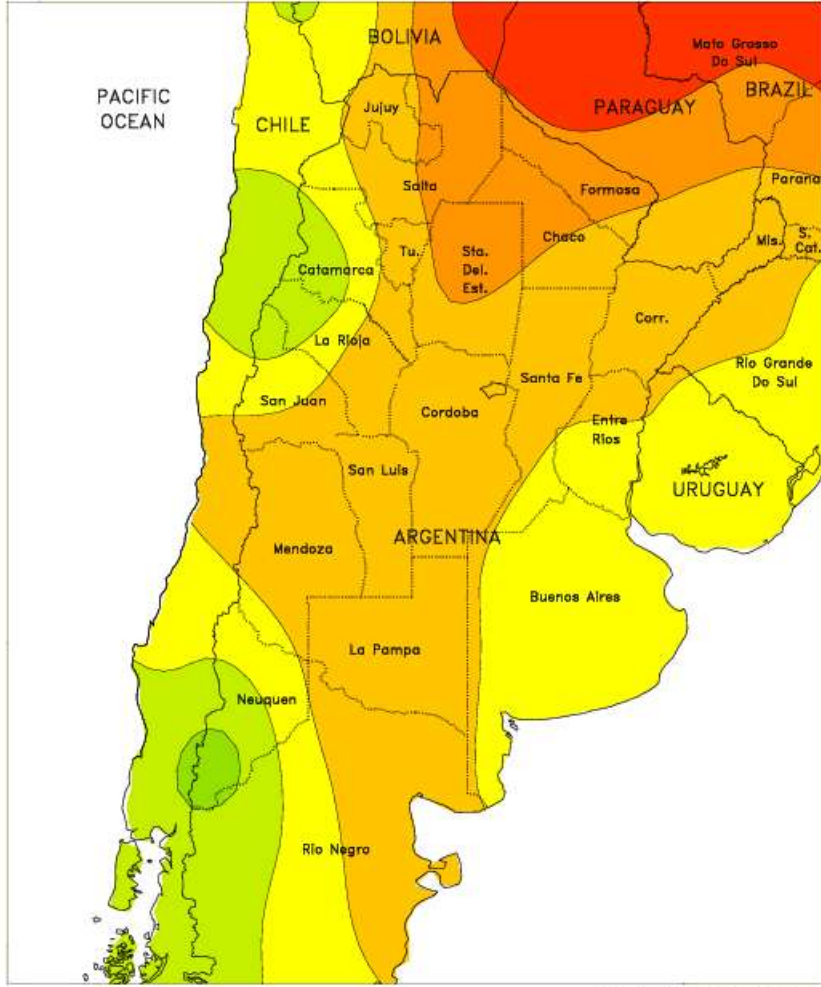 BOLIVIA
Mato Grosso
Do Sul
BRAZIL
PACIFIC
OCEAN
CHILE
Jujuy
PARAGUAY
Salta
Formosa
Parana
Chaco
Mis.
S.
Cat.
Tu.
Sta.
Del.
Est.
Catamarca
Corr.
La Rioja
Rio Grande
Do Sul
Santa Fe
San Juan
Cordoba
Entre
Rios
San Luis
URUGUAY
ARGENTINA
Mendoza
Buenos Aires
La Pampa
Neuquen
Rio Negro